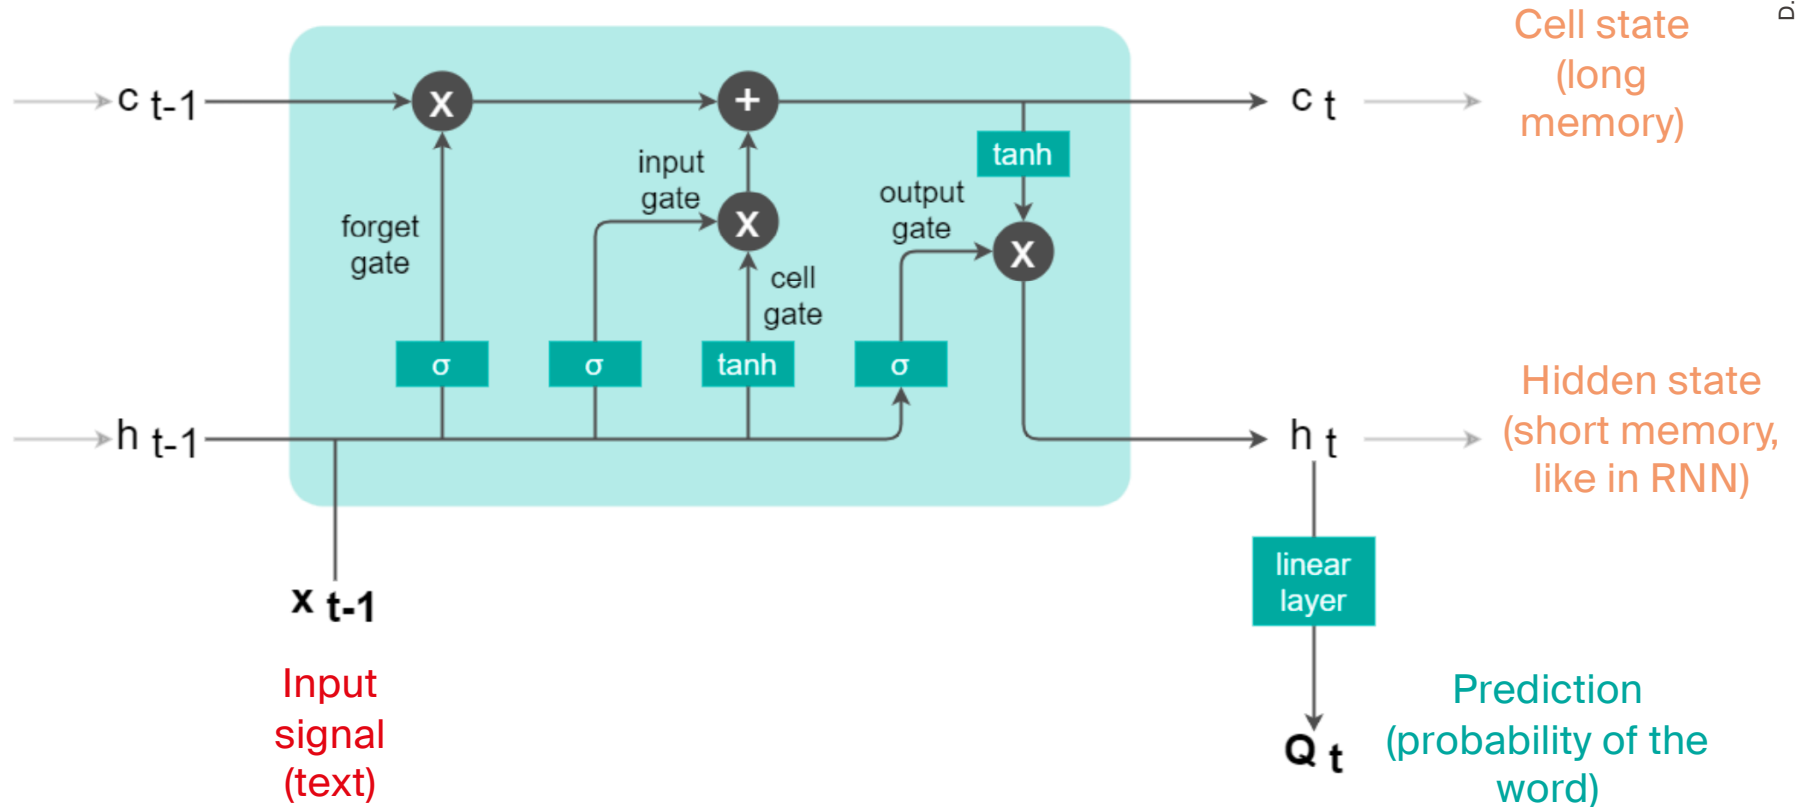 Cell state
(long
memory)
D.
c t-1
X
+
c t
tanh
input
gate
output
gate
X
forget
gate
X
cell
gate
σ
σ
tanh
σ
h t-1
h t
Hidden state
(short memory,
like in RNN)
linear
layer
x t-1
Input
signal
(text)
Q t
Prediction
(probability of the
word)